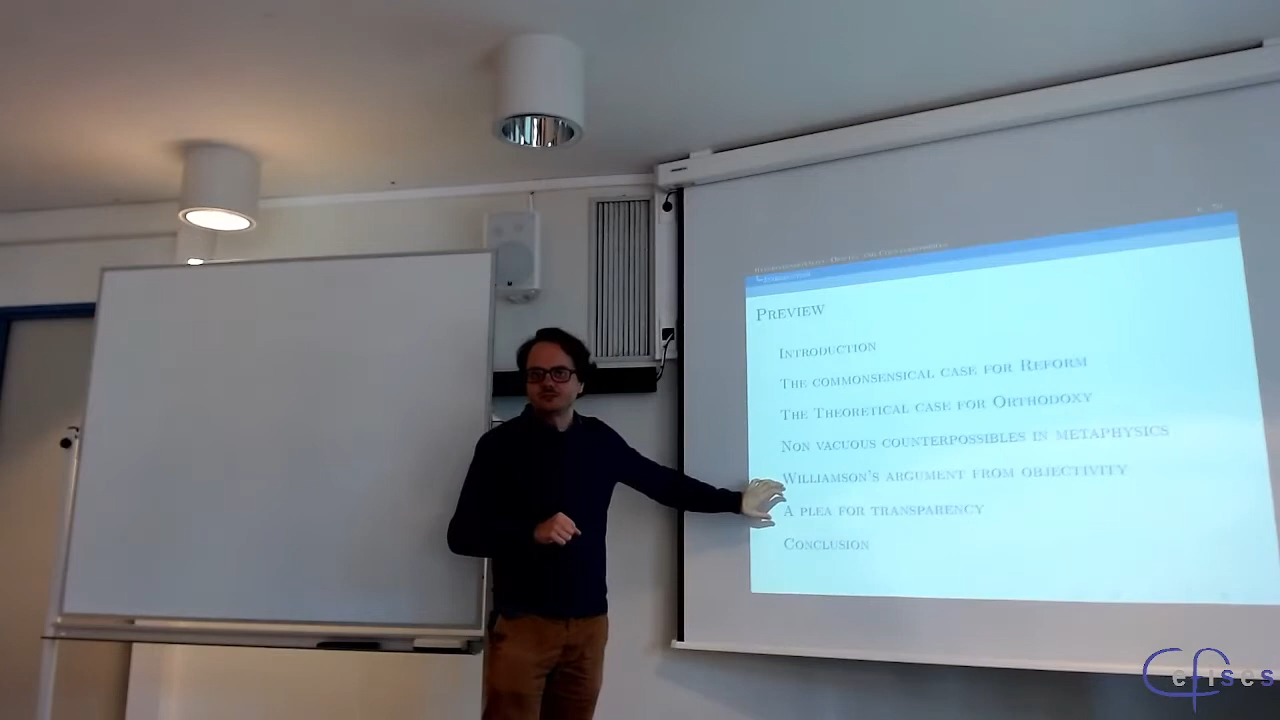 PREVIEW
INTRODUCTION
THE COMMONSENSICAL CASE FOR REFORM
THE THEORETICAL CASE FOR ORTHODOXY
NON VACUOUS COUNTERPOSSIBLES IN METAPHYSICS
WILLIAMSON'S ARGUMENT FROM OBJECTIVITY
A PLEA FOR TRANSPARENCY
CONCLUSION
Cefises